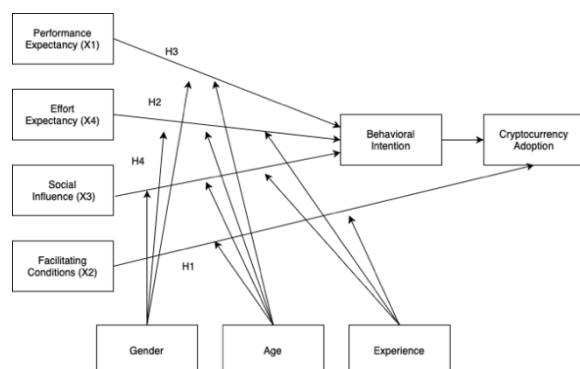 Performance
Expectancy (X1)
H3
Effort
Expectancy (X4)
H2
Behavioral
Intention
Cryptocurrency
Adoption
H4
Social
Influence (X3)
Facilitating
Conditions (X2)
H1
Gender
Age
Experience